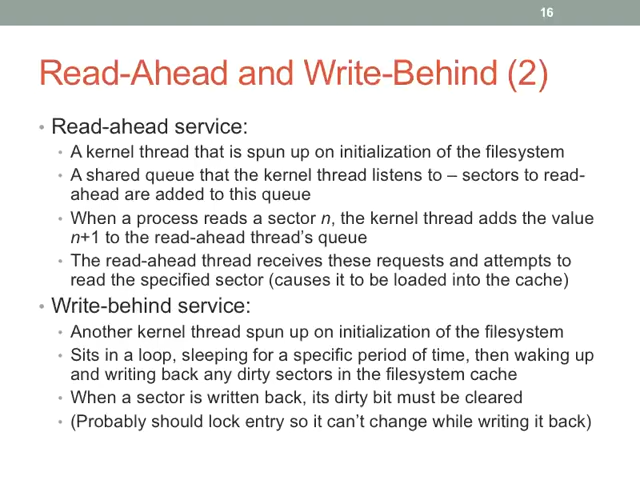 16
Read-Ahead and Write-Behind (2)
• Read-ahead service:
• A kernel thread that is spun up on initialization of the filesystem
• A shared queue that the kernel thread listens to – sectors to read-
ahead are added to this queue
• When a process reads a sector n, the kernel thread adds the value
n+1 to the read-ahead thread's queue
• The read-ahead thread receives these requests and attempts to
read the specified sector (causes it to be loaded into the cache)
• Write-behind service:
• Another kernel thread spun up on initialization of the filesystem
• Sits in a loop, sleeping for a specific period of time, then waking up
and writing back any dirty sectors in the filesystem cache
• When a sector is written back, its dirty bit must be cleared
• (Probably should lock entry so it can't change while writing it back)